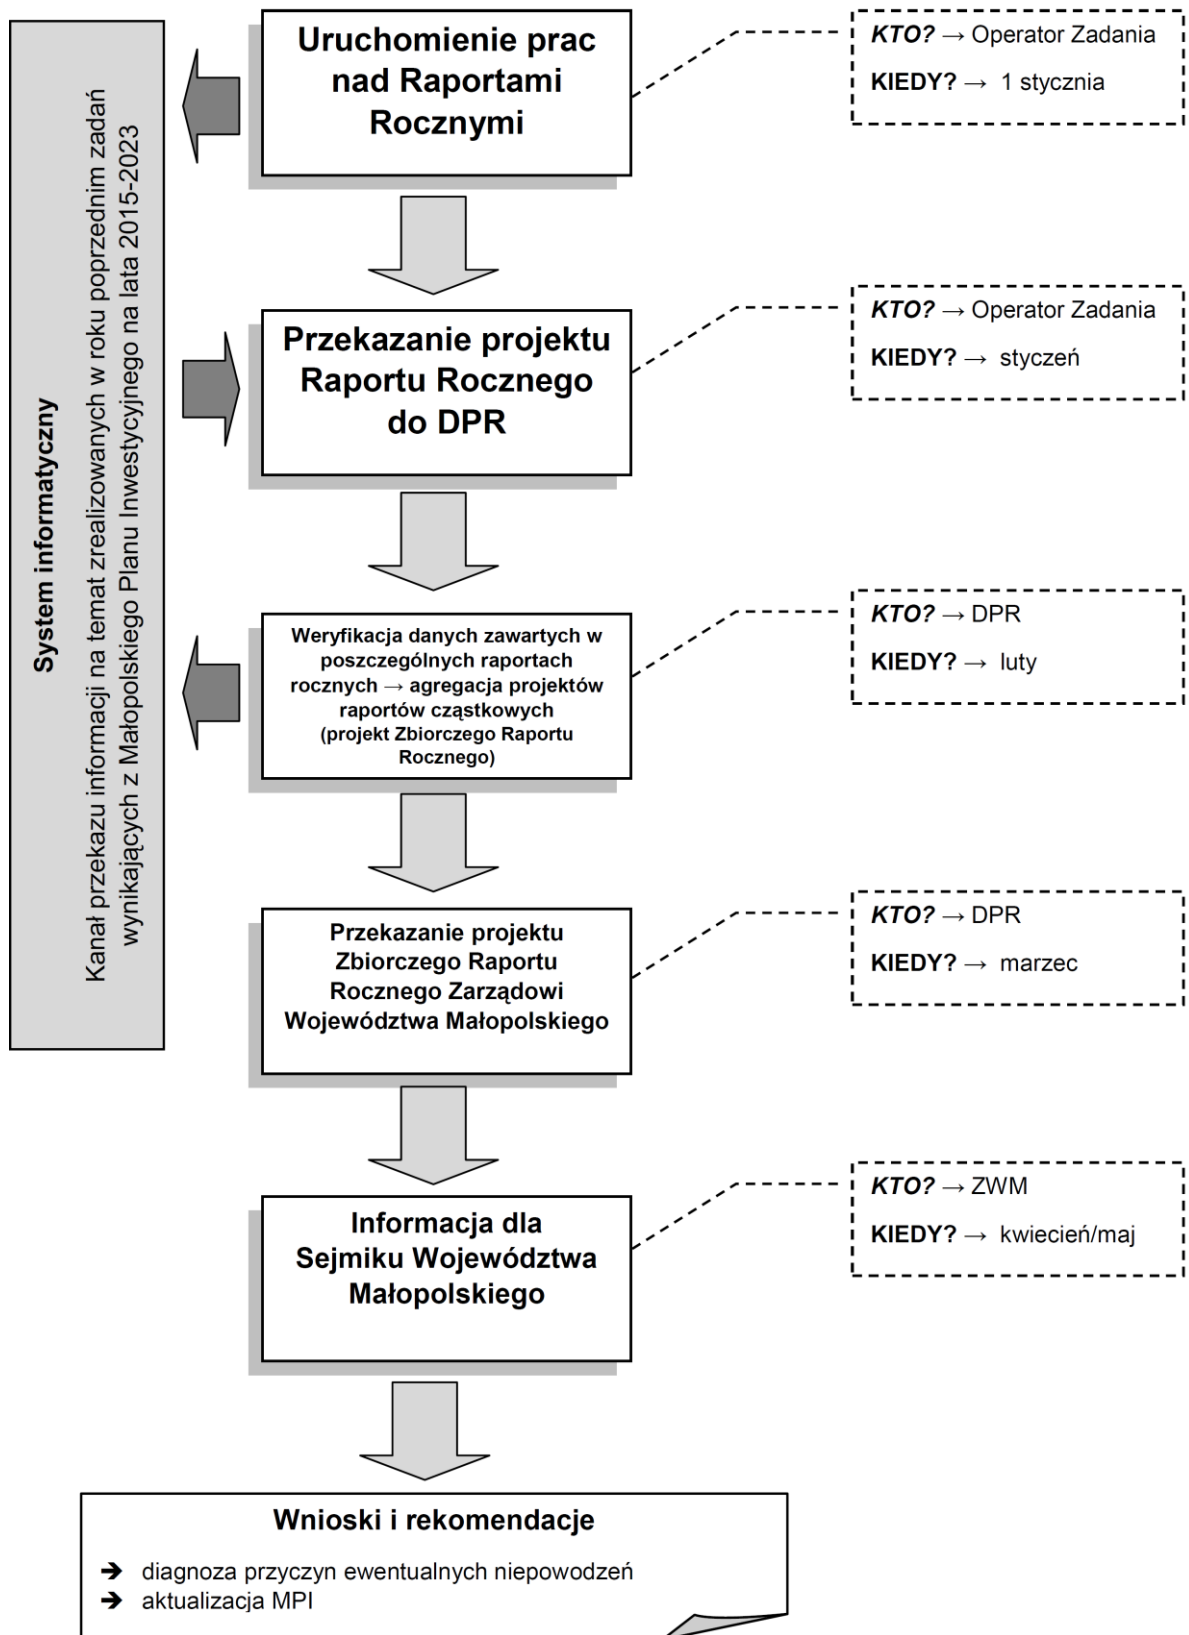 System informatyczny
Kanał przekazu informacji na temat zrealizowanych w roku poprzednim zadań
wynikających z Małopolskiego Planu Inwestycyjnego na lata 2015-2023
Uruchomienie prac
nad Raportami
Rocznymi
KTO? → Operator Zadania
KIEDY? → 1 stycznia
Przekazanie projektu
Raportu Rocznego
do DPR
KTO? → Operator Zadania
KIEDY? → styczeń
Weryfikacja danych zawartych w
poszczególnych raportach
rocznych → agregacja projektów
raportów cząstkowych
(projekt Zbiorczego Raportu
Rocznego)
KTO? → DPR
KIEDY? → luty
Przekazanie projektu
Zbiorczego Raportu
Rocznego Zarządowi
Województwa Małopolskiego
KTO? → DPR
KIEDY? → marzec
Informacja dla
Sejmiku Województwa
Małopolskiego
KTO? → ZWM
KIEDY? → kwiecień/maj
Wnioski i rekomendacje
➔ diagnoza przyczyn ewentualnych niepowodzeń
➔ aktualizacja MPI